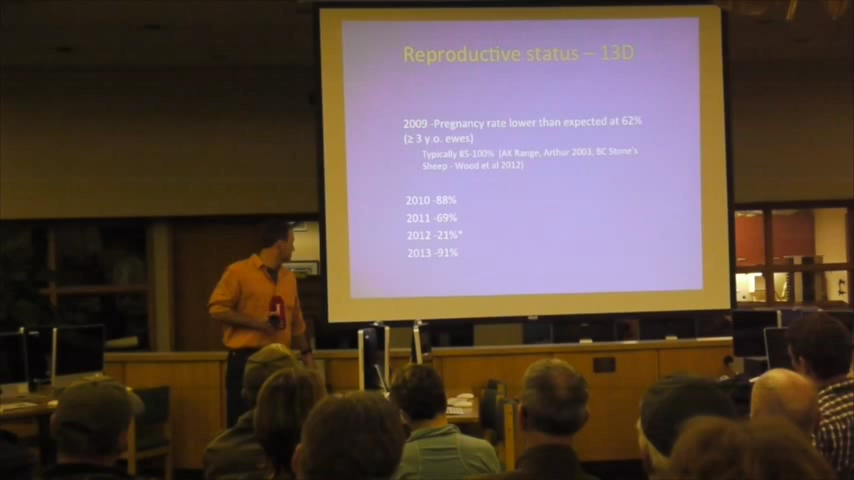 Reproductive status – 13D
2009 -Pregnancy rate lower than expected at 62%
(≥ 3 y.o. ewes)
Typically 85-100% (AK Range, Arthur 2003, BC Stone's
Sheep - Wood et al 2012)
2010 -88%
2011 -69%
2012 -21%*
2013 -91%